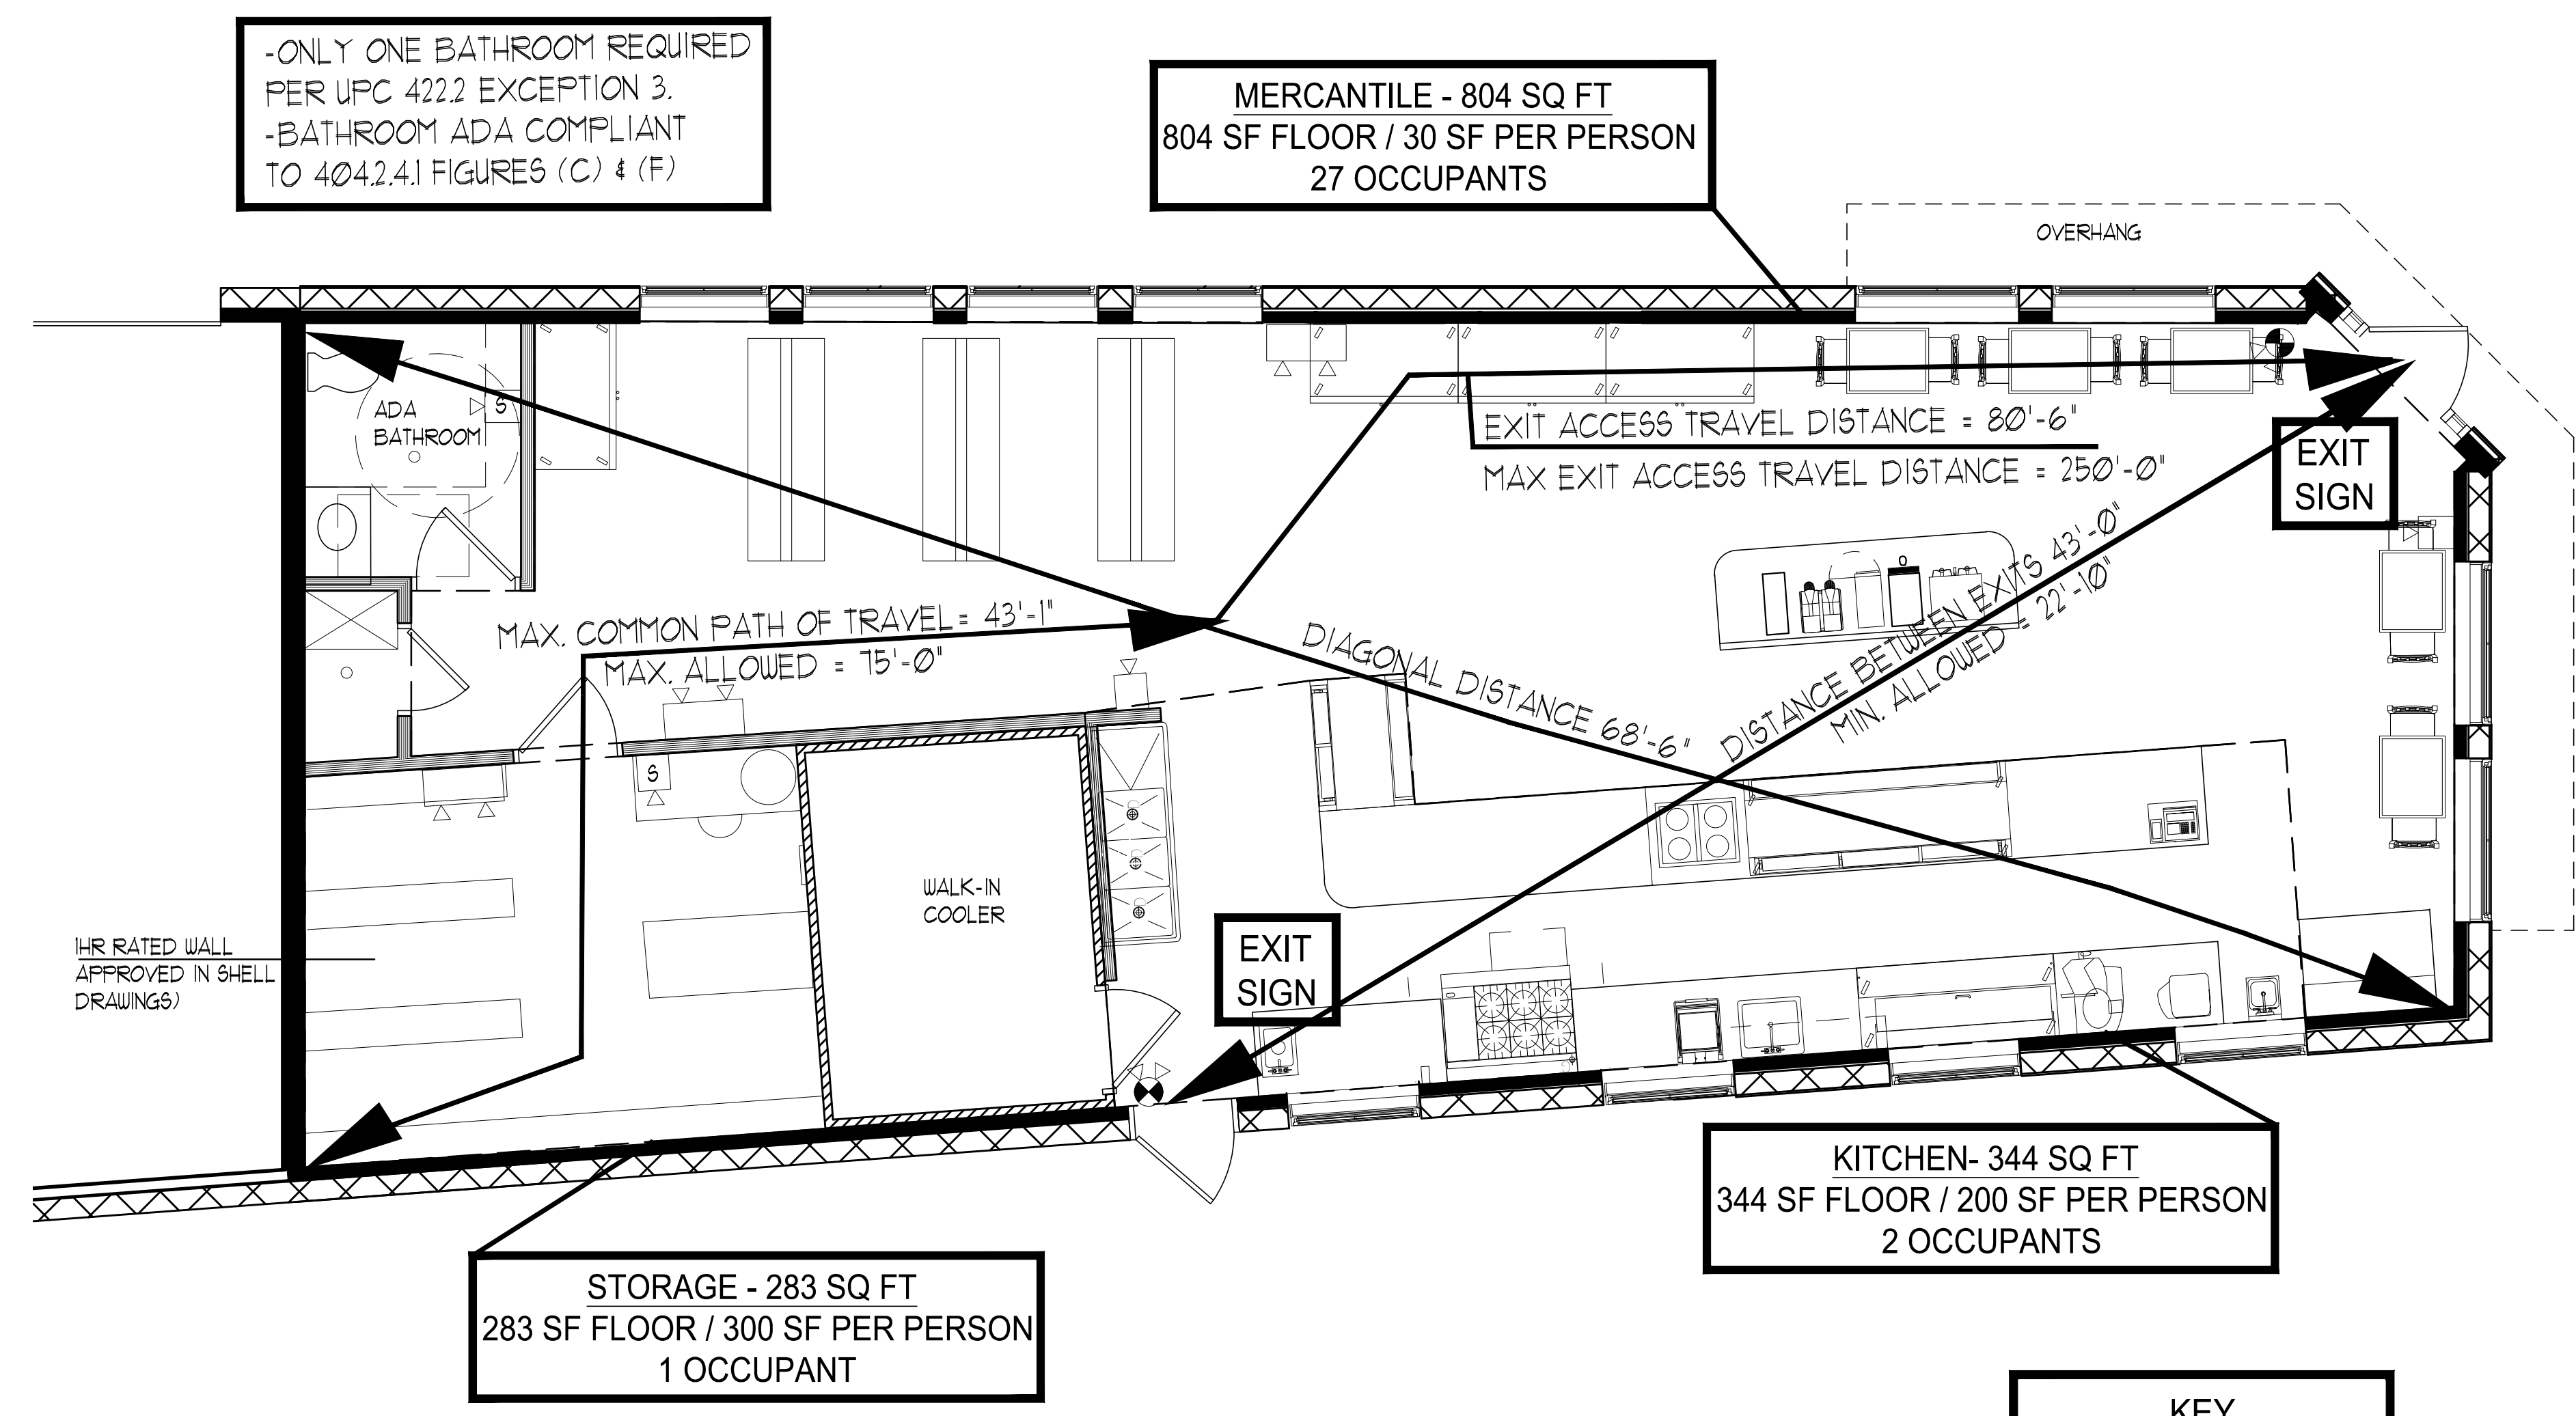 -ONLY ONE BATHROOM REQUIRED
PER UPC 422.2 EXCEPTION 3.
-BATHROOM ADA COMPLIANT
TO 404.2.4.1 FIGURES (C) & (F)
MERCANTILE - 804 SQ FT
804 SF FLOOR / 30 SF PER PERSON
27 OCCUPANTS
OVERHANG
ADA
BATHROOM
S
EXIT ACCESS TRAVEL DISTANCE = 80'-6"
MAX EXIT ACCESS TRAVEL DISTANCE = 250'-0"
EXIT
SIGN
MAX. COMMON PATH OF TRAVEL = 43'-1"
MAX. ALLOWED = 75'-0"
DIAGONAL DISTANCE 68'-6"
DISTANCE BETWEEN EXITS 43'-0"
MIN. ALLOWED = 22'-10"
S
WALK-IN
COOLER
1HR RATED WALL
APPROVED IN SHELL
DRAWINGS)
EXIT
SIGN
KITCHEN- 344 SQ FT
344 SF FLOOR / 200 SF PER PERSON
2 OCCUPANTS
STORAGE - 283 SQ FT
283 SF FLOOR / 300 SF PER PERSON
1 OCCUPANT
KEY